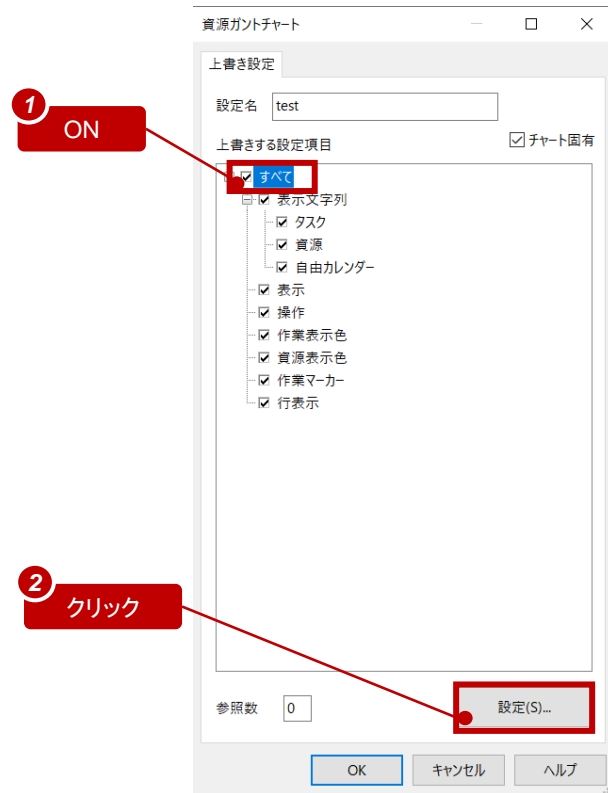 資源ガントチャート
上書き設定
設定名 test
1
ON
上書きする設定項目
チャート固有
すべて
表示文字列
タスク
資源
自由カレンダー
表示
操作
作業表示色
資源表示色
作業マーカー
行表示
2
クリック
参照数 0
設定(S)...
OK キャンセル ヘルプ